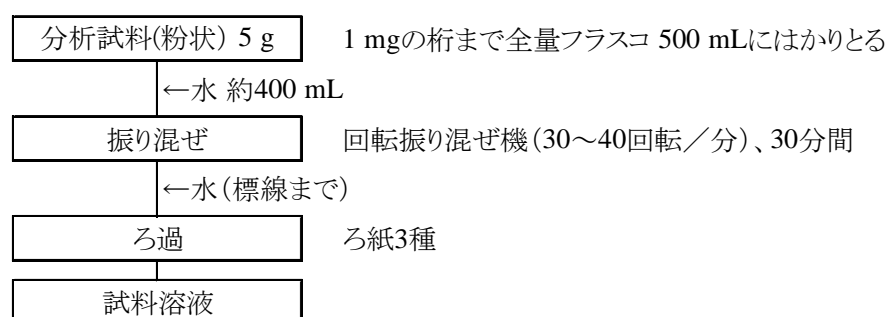 分析試料(粉状) 5 g 1 mgの桁まで全量フラスコ 500 mLにはかりとる
←水 約400 mL
振り混ぜ 回転振り混ぜ機(30~40回転/分)、30分間
←水(標線まで)
ろ過 ろ紙3種
試料溶液